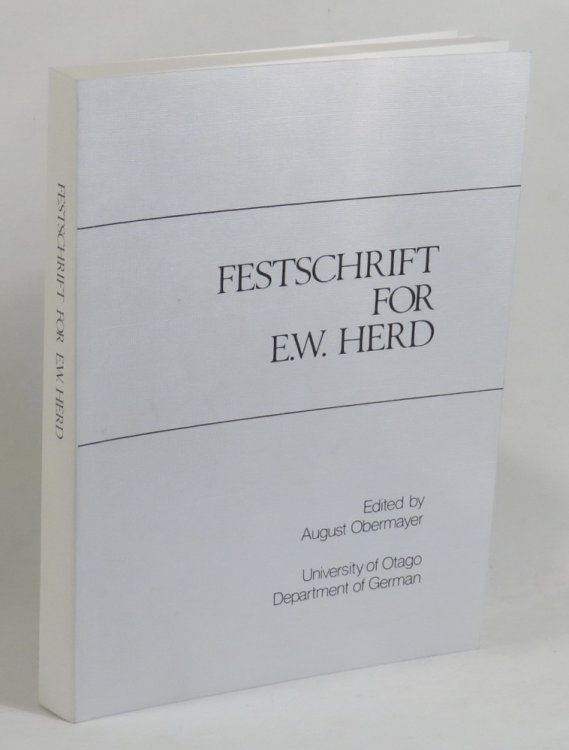 FESTSCHRIFT FOR E.W. HERD
FESTSCHRIFT
FOR
E.W. HERD
Edited by
August Obermayer
University of Otago
Department of German